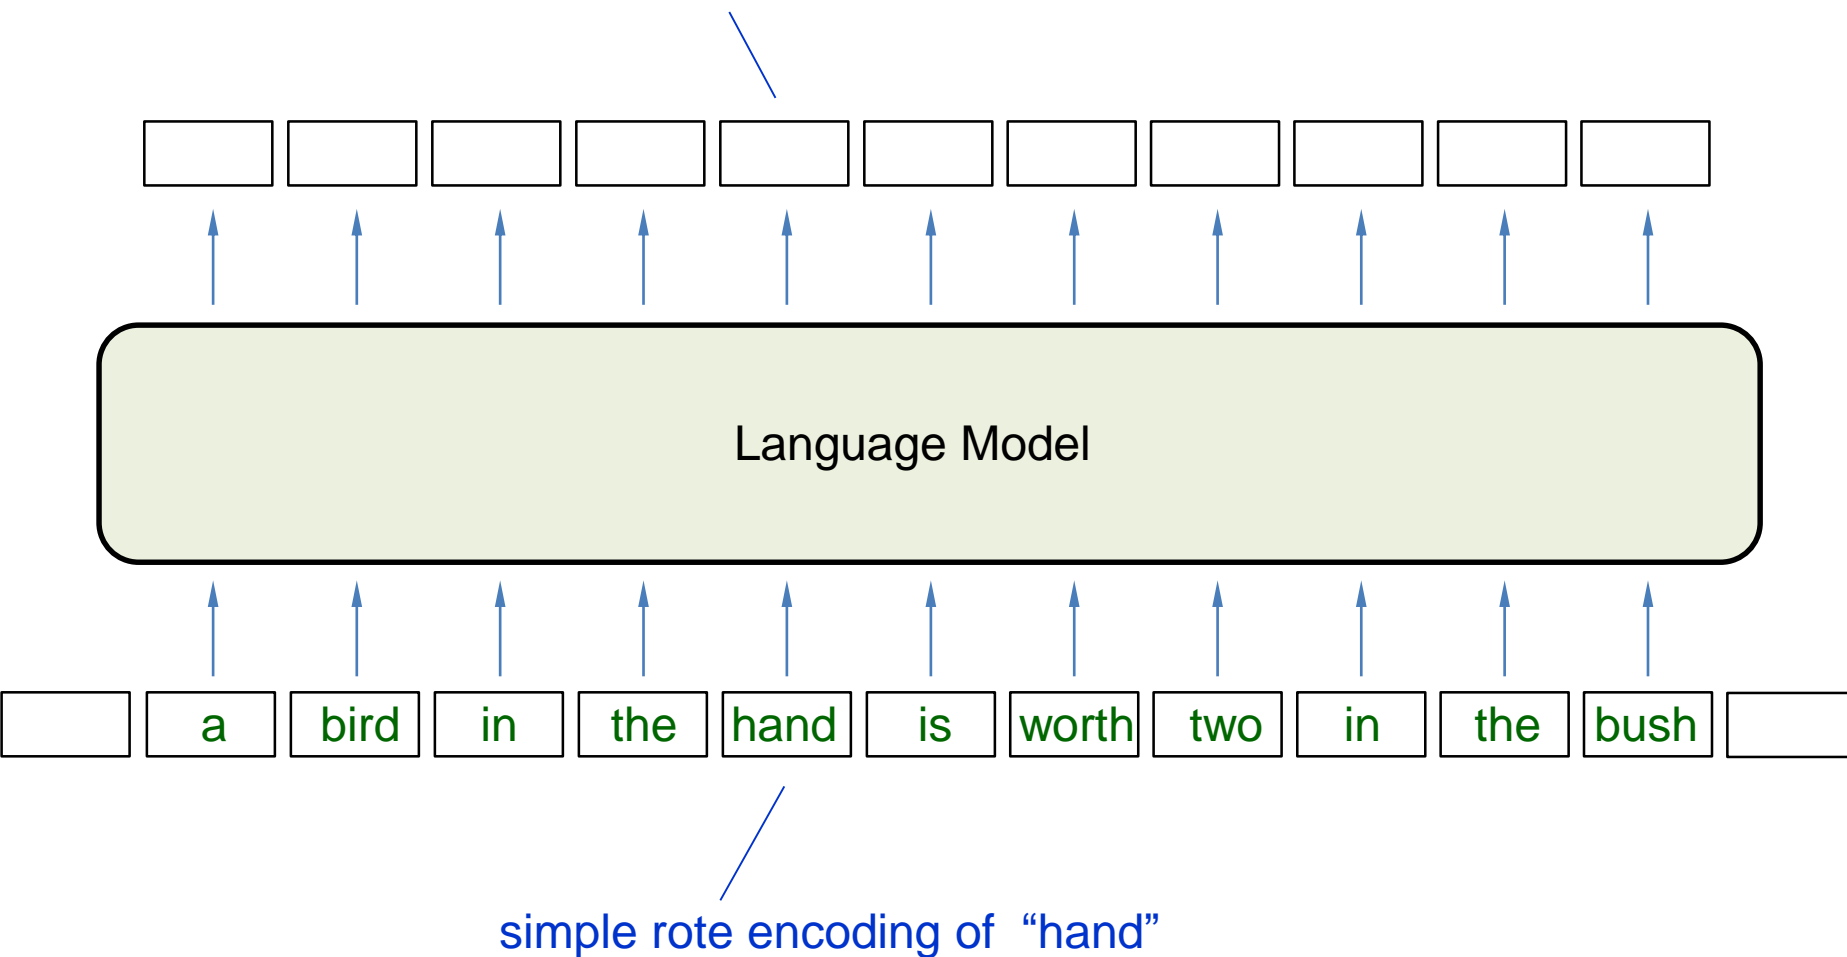 Language Model
a bird in the hand is worth two in the bush
simple rote encoding of “hand”